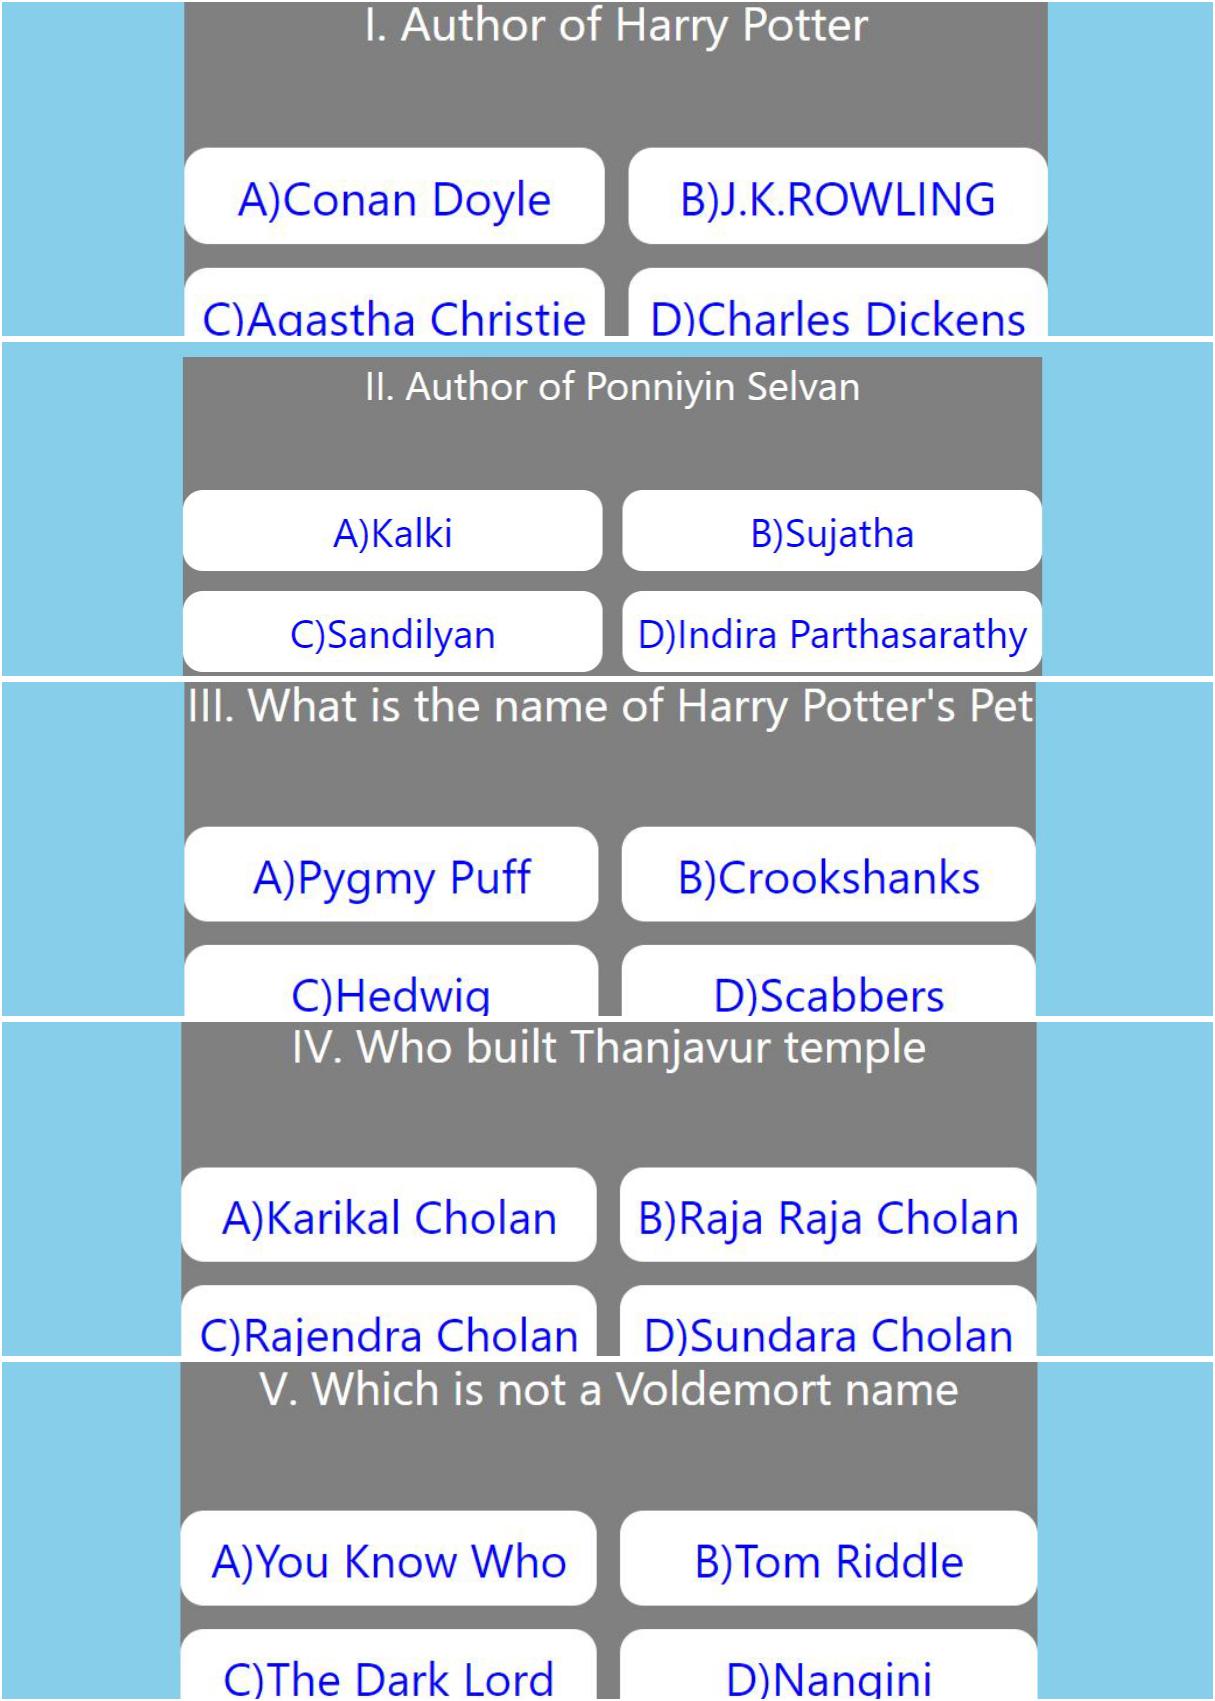 I. Author of Harry Potter
A)Conan Doyle B)J.K.ROWLING
C)Agastha Christie D)Charles Dickens
II. Author of Ponniyin Selvan
A)Kalki B)Sujatha
C)Sandilyan D)Indira Parthasarathy
III. What is the name of Harry Potter's Pet
A)Pygmy Puff B)Crookshanks
C)Hedwig D)Scabbers
IV. Who built Thanjavur temple
A)Karikal Cholan B)Raja Raja Cholan
C)Rajendra Cholan D)Sundara Cholan
V. Which is not a Voldemort name
A)You Know Who B)Tom Riddle
C)The Dark Lord D)Nangini